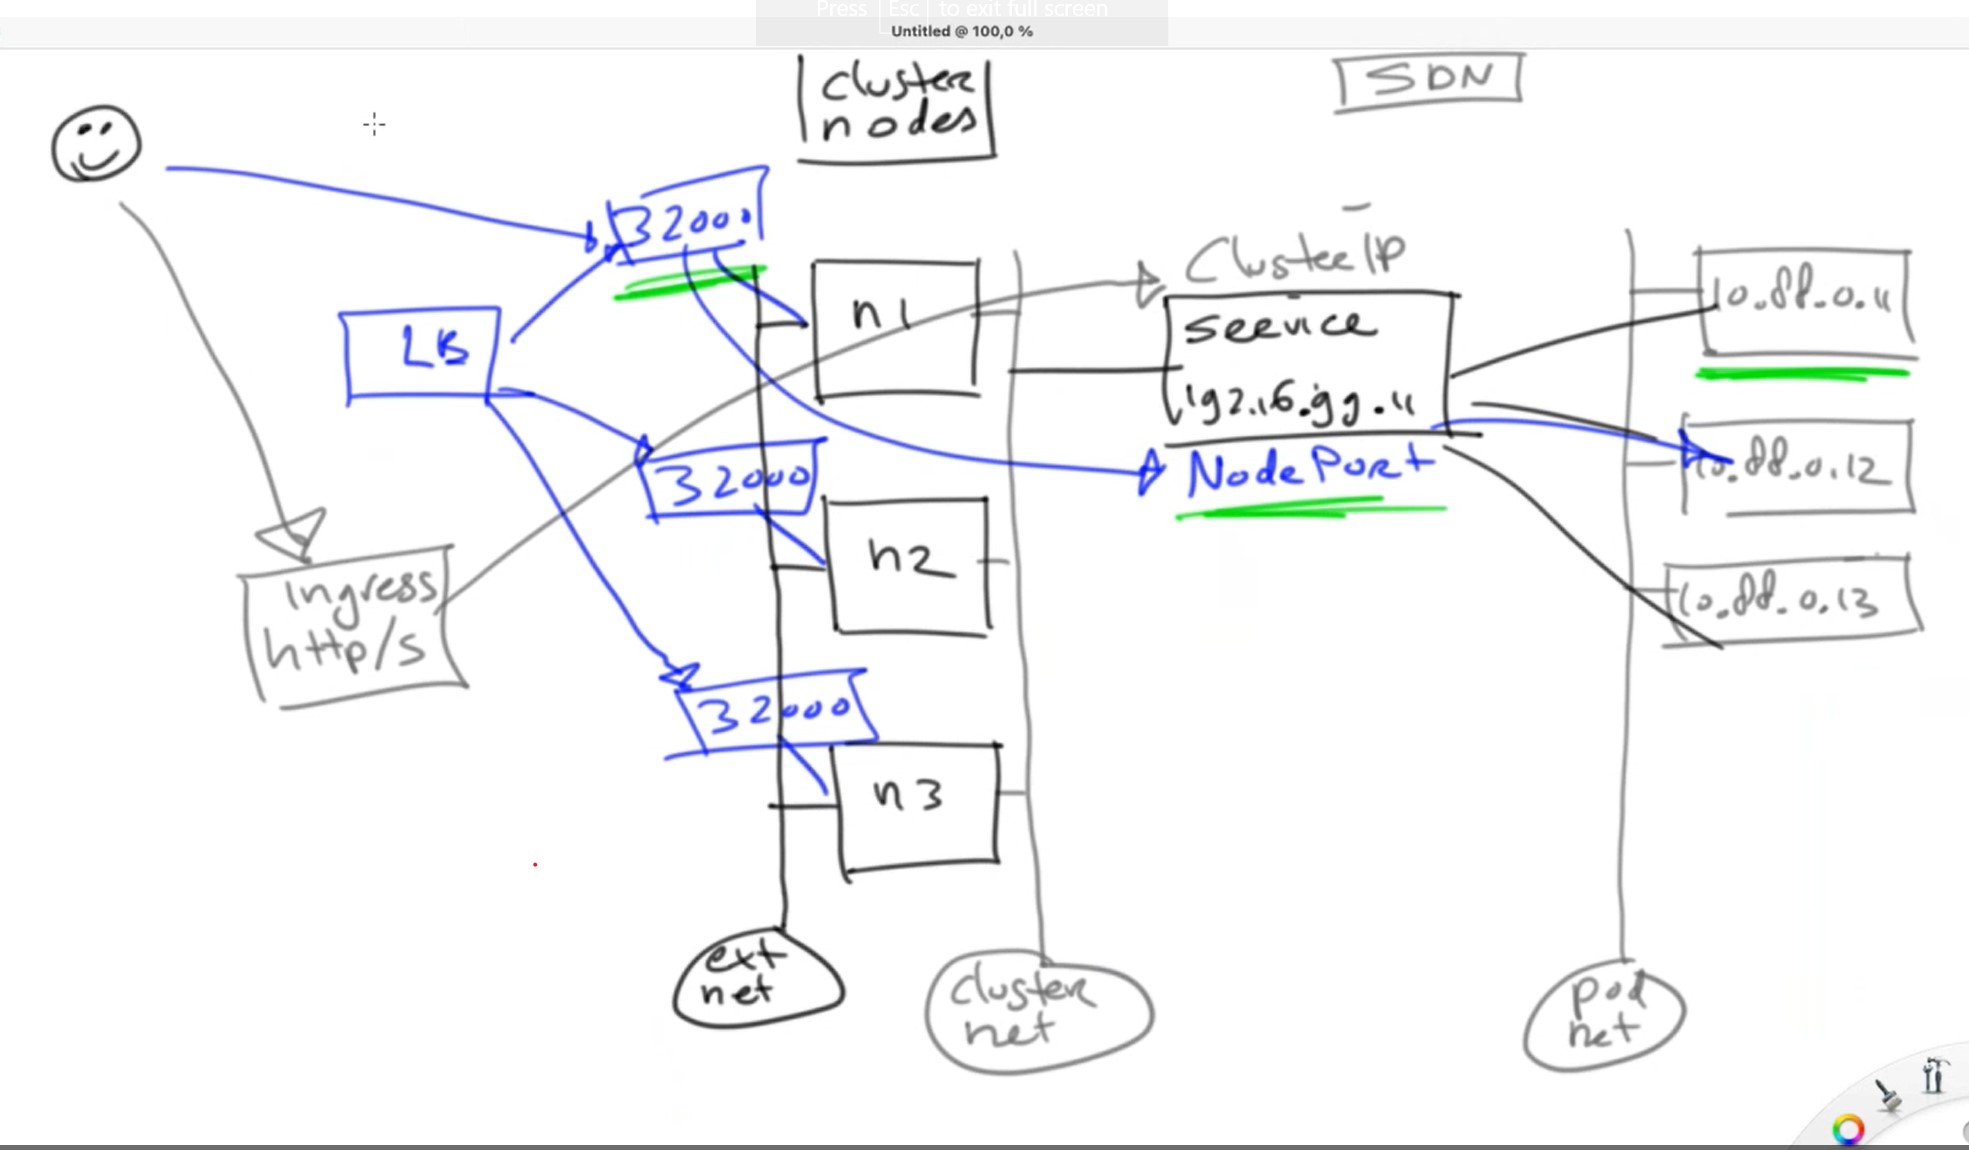 Press Esc to exit full screen
Untitled @ 100,0 %
cluster
nodes
SDN
32000
ClusterIP
LB
n1
service
192.16.99.11
10.88.0.11
32000
NodePort
10.88.0.12
n2
Ingress
http/s
10.88.0.13
32000
n3
ext
net
cluster
net
pod
net